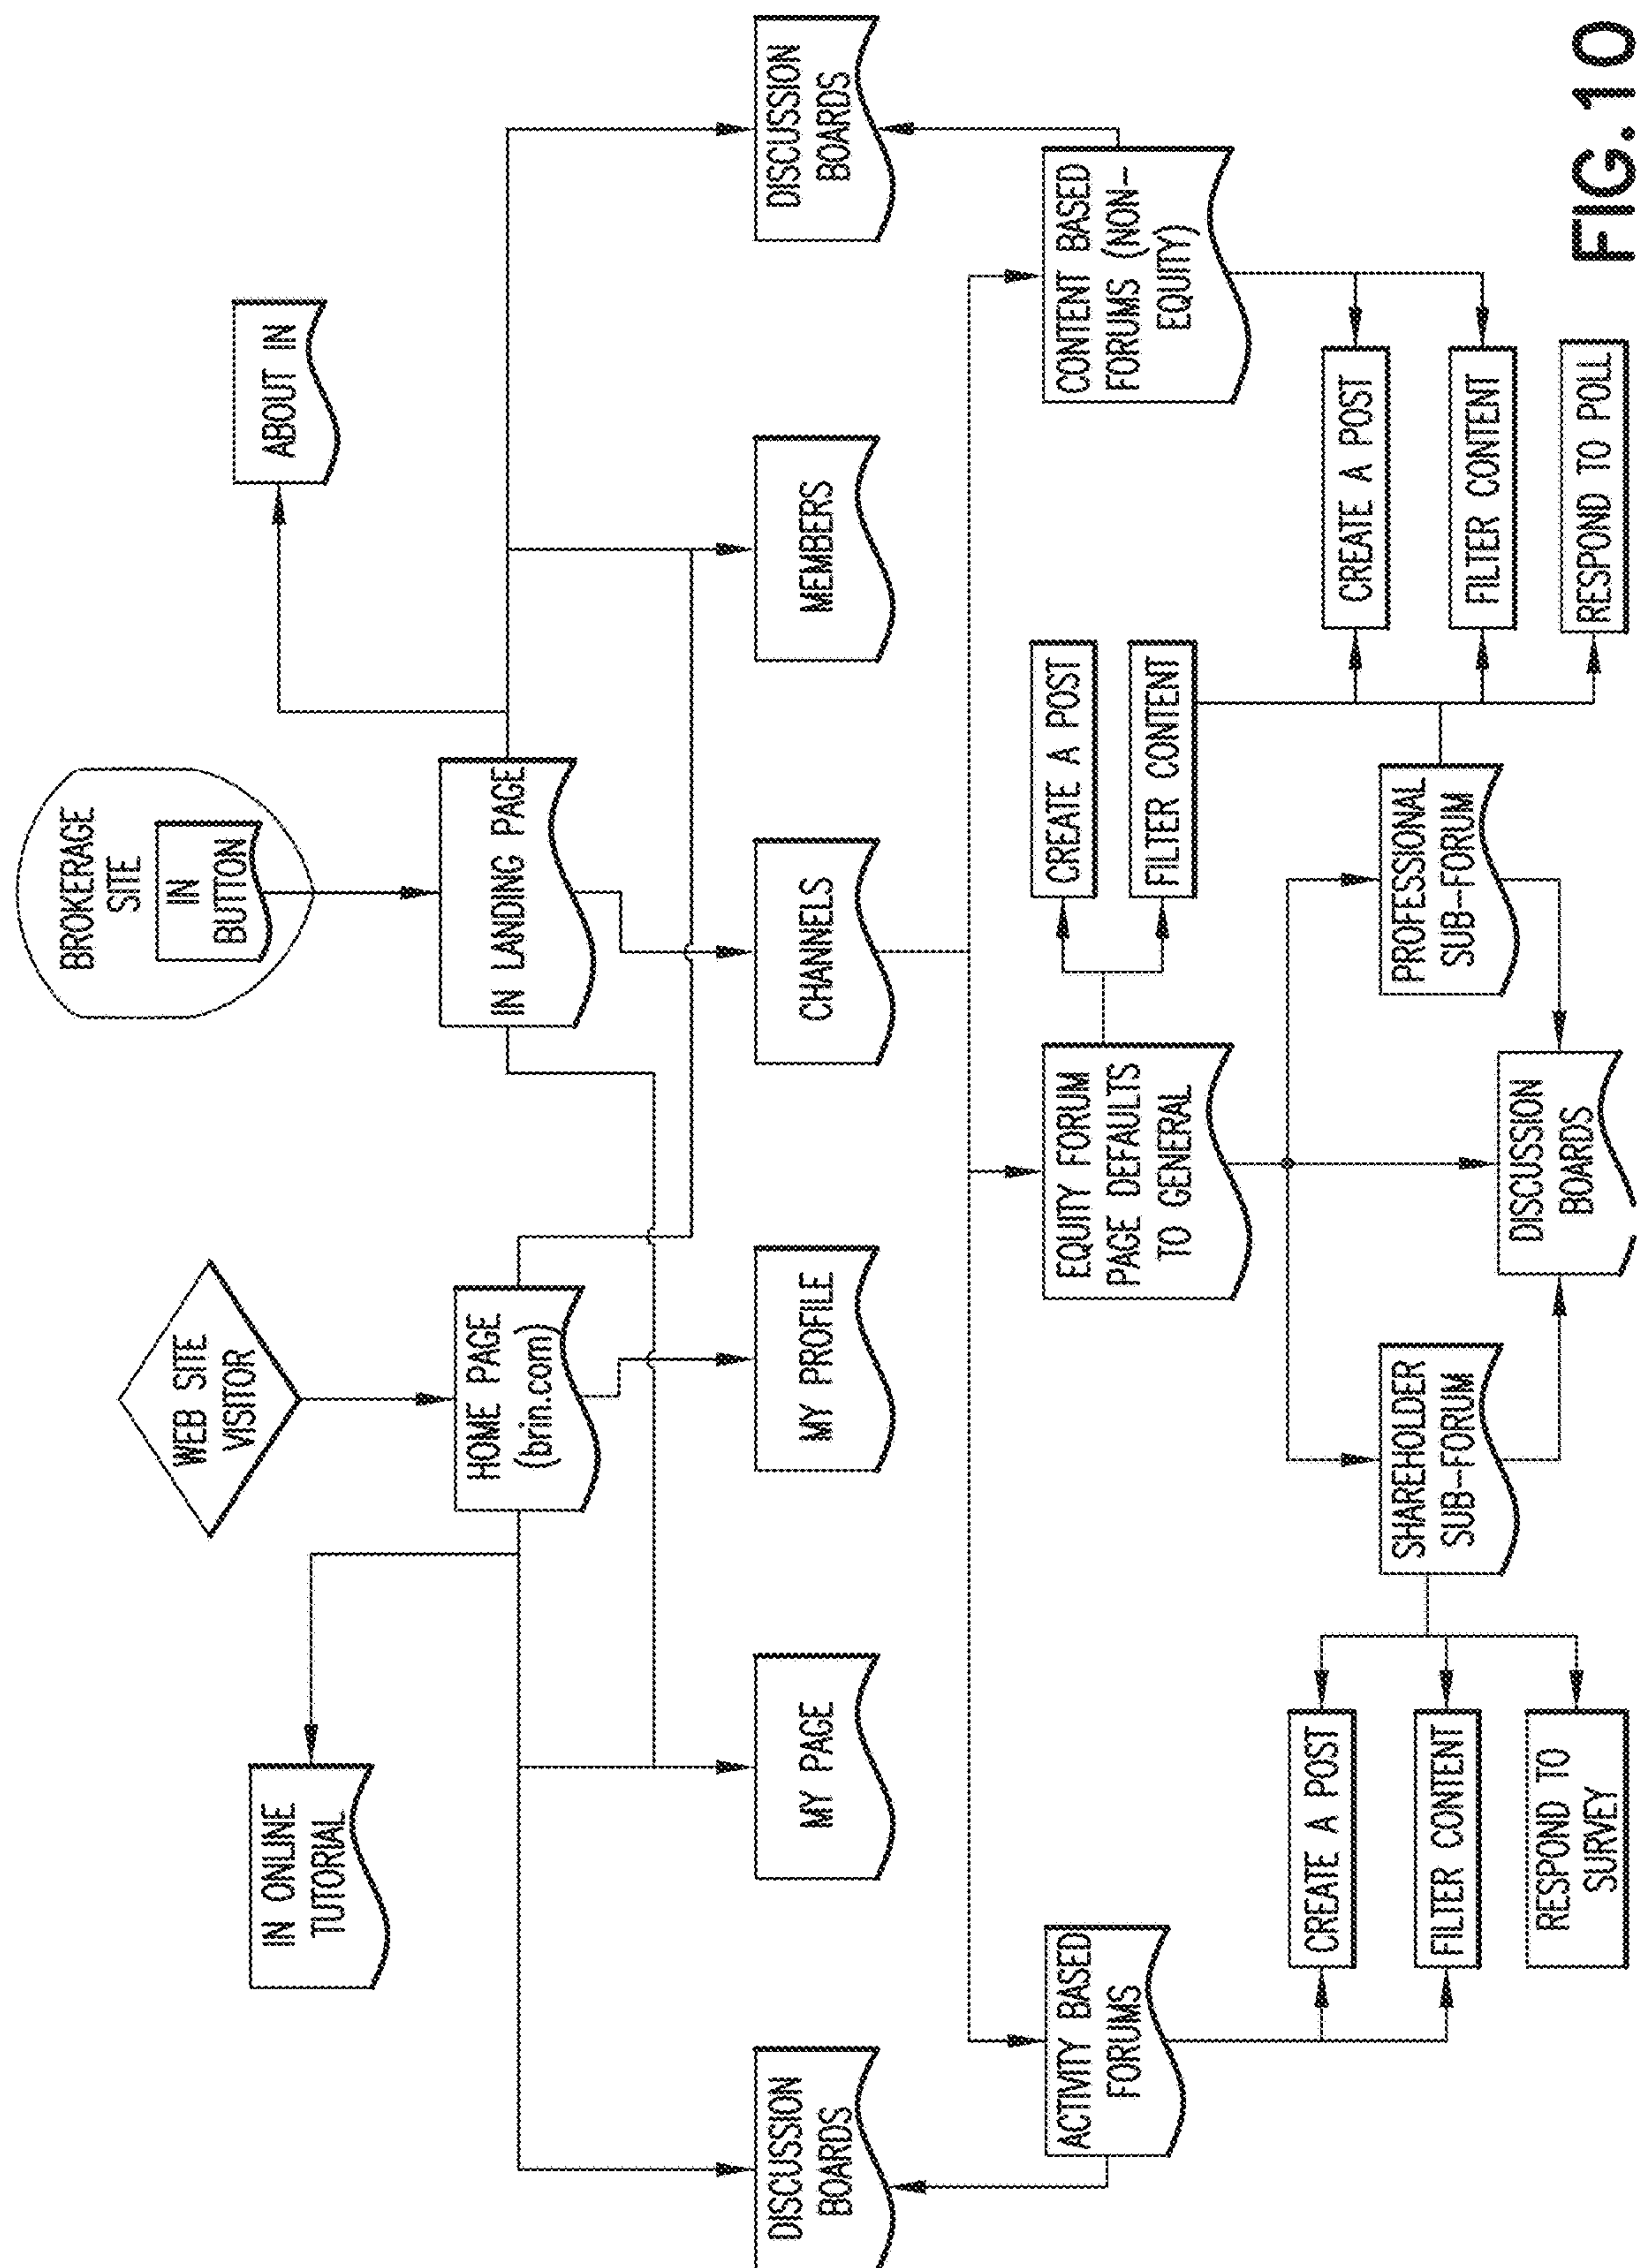 WEB SITE
VISITOR
BROKERAGE
SITE
IN
BUTTON
IN ONLINE
TUTORIAL
ABOUT IN
HOME PAGE
(brin.com)
IN LANDING PAGE
DISCUSSION
BOARDS
MY PAGE
MY PROFILE
CHANNELS
MEMBERS
DISCUSSION
BOARDS
ACTIVITY BASED
FORUMS
EQUITY FORUM
PAGE DEFAULTS
TO GENERAL
CREATE A POST
FILTER CONTENT
CONTENT BASED
FORUMS (NON-
EQUITY)
CREATE A POST
FILTER CONTENT
RESPOND TO
SURVEY
SHAREHOLDER
SUB-FORUM
DISCUSSION
BOARDS
PROFESSIONAL
SUB-FORUM
CREATE A POST
FILTER CONTENT
RESPOND TO POLL
FIG. 10